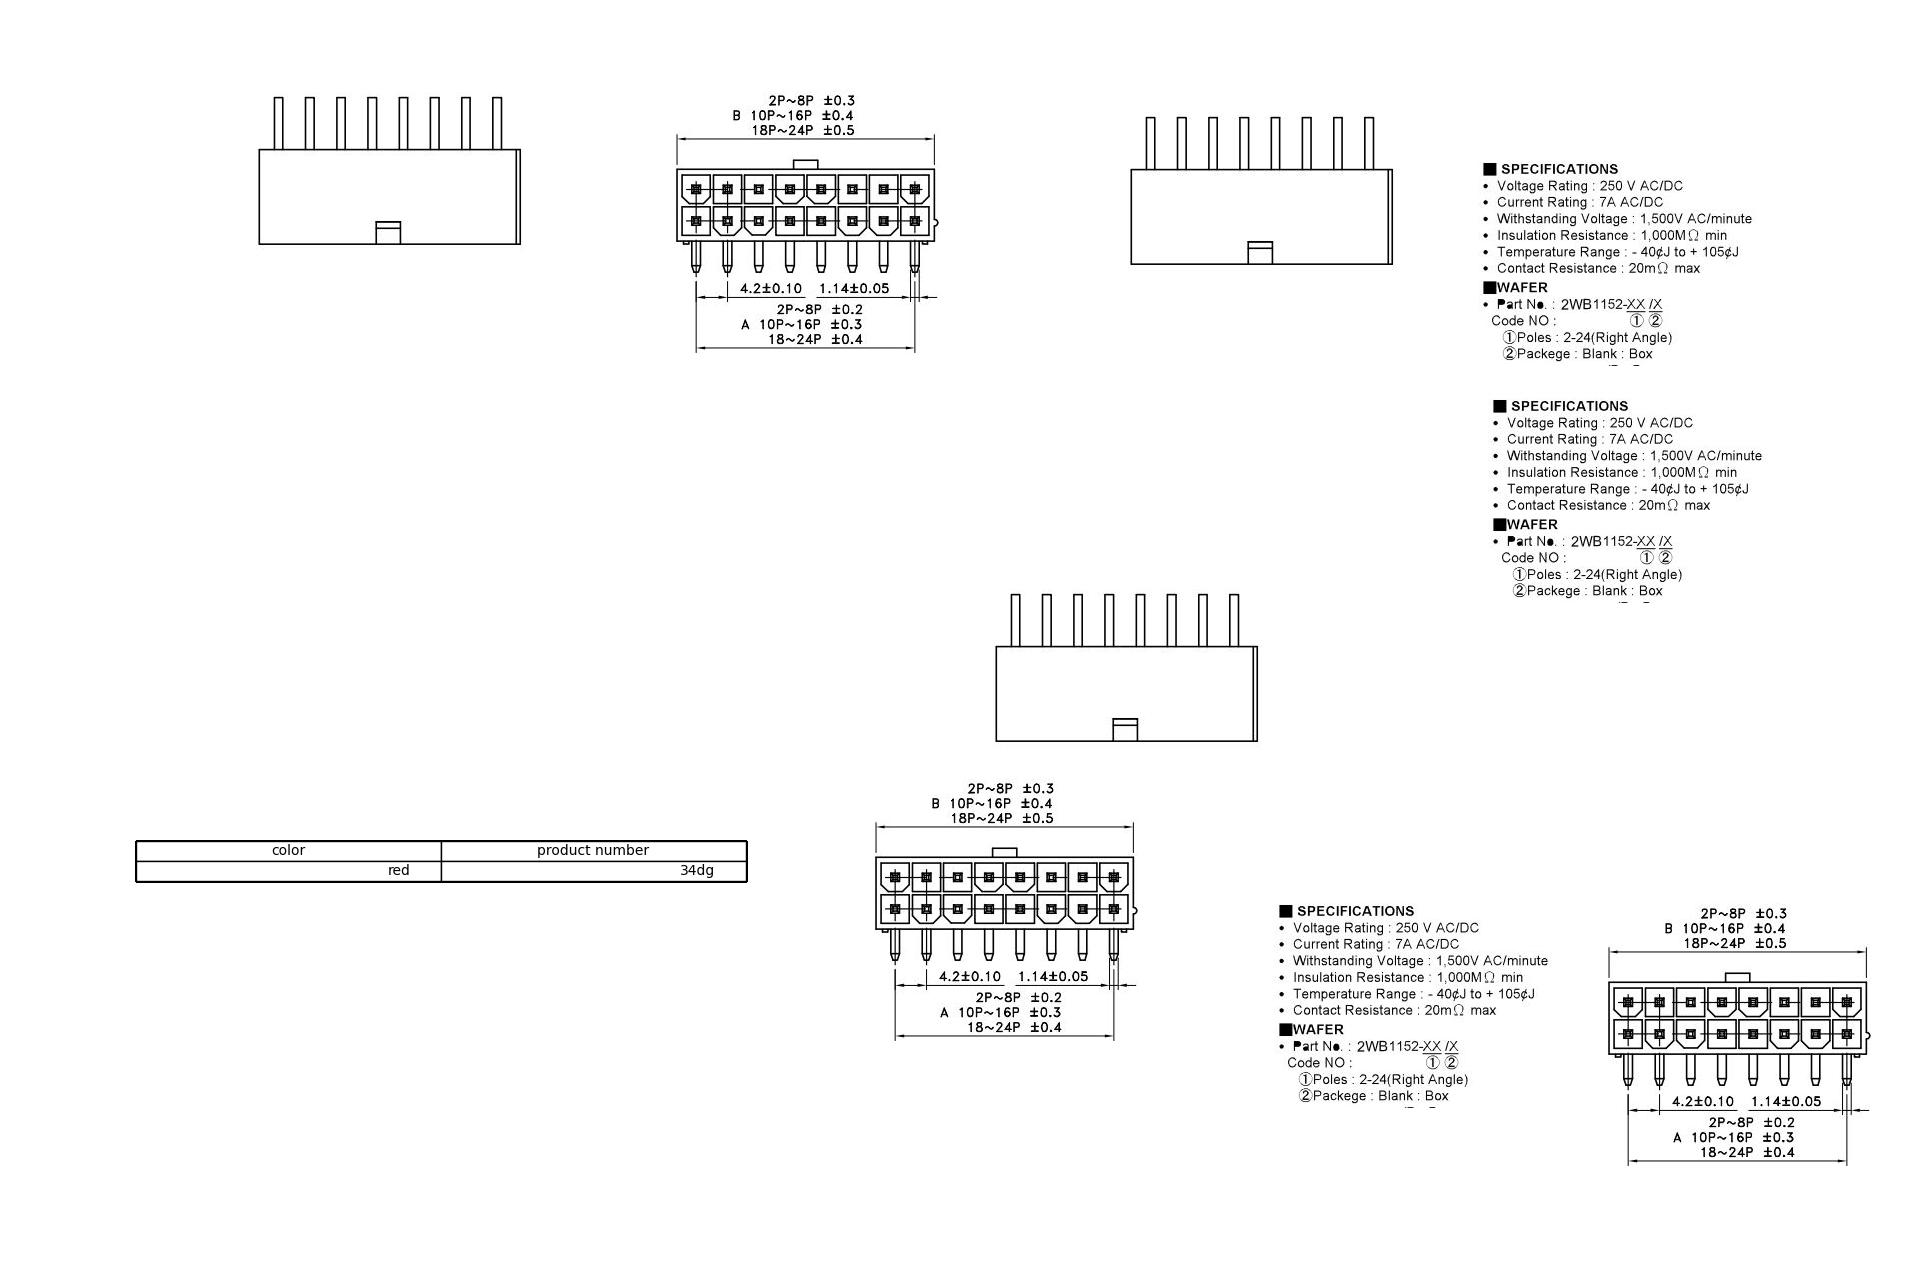 2P~8P ±0.3
B 10P~16P ±0.4
18P~24P ±0.5
4.2±0.10 1.14±0.05
2P~8P ±0.2
A 10P~16P ±0.3
18~24P ±0.4
■ SPECIFICATIONS
• Voltage Rating : 250 V AC/DC
• Current Rating : 7A AC/DC
• Withstanding Voltage : 1,500V AC/minute
• Insulation Resistance : 1,000MΩ min
• Temperature Range : - 40¢J to + 105¢J
• Contact Resistance : 20mΩ max
■WAFER
• Part No. : 2WB1152-XX /X
Code NO : ① ②
①Poles : 2-24(Right Angle)
②Packege : Blank : Box
■ SPECIFICATIONS
• Voltage Rating : 250 V AC/DC
• Current Rating : 7A AC/DC
• Withstanding Voltage : 1,500V AC/minute
• Insulation Resistance : 1,000MΩ min
• Temperature Range : - 40¢J to + 105¢J
• Contact Resistance : 20mΩ max
■WAFER
• Part No. : 2WB1152-XX /X
Code NO : ① ②
①Poles : 2-24(Right Angle)
②Packege : Blank : Box
color product number
red 34dg
2P~8P ±0.3
B 10P~16P ±0.4
18P~24P ±0.5
4.2±0.10 1.14±0.05
2P~8P ±0.2
A 10P~16P ±0.3
18~24P ±0.4
■ SPECIFICATIONS
• Voltage Rating : 250 V AC/DC
• Current Rating : 7A AC/DC
• Withstanding Voltage : 1,500V AC/minute
• Insulation Resistance : 1,000MΩ min
• Temperature Range : - 40¢J to + 105¢J
• Contact Resistance : 20mΩ max
■WAFER
• Part No. : 2WB1152-XX /X
Code NO : ① ②
①Poles : 2-24(Right Angle)
②Packege : Blank : Box
2P~8P ±0.3
B 10P~16P ±0.4
18P~24P ±0.5
4.2±0.10 1.14±0.05
2P~8P ±0.2
A 10P~16P ±0.3
18~24P ±0.4